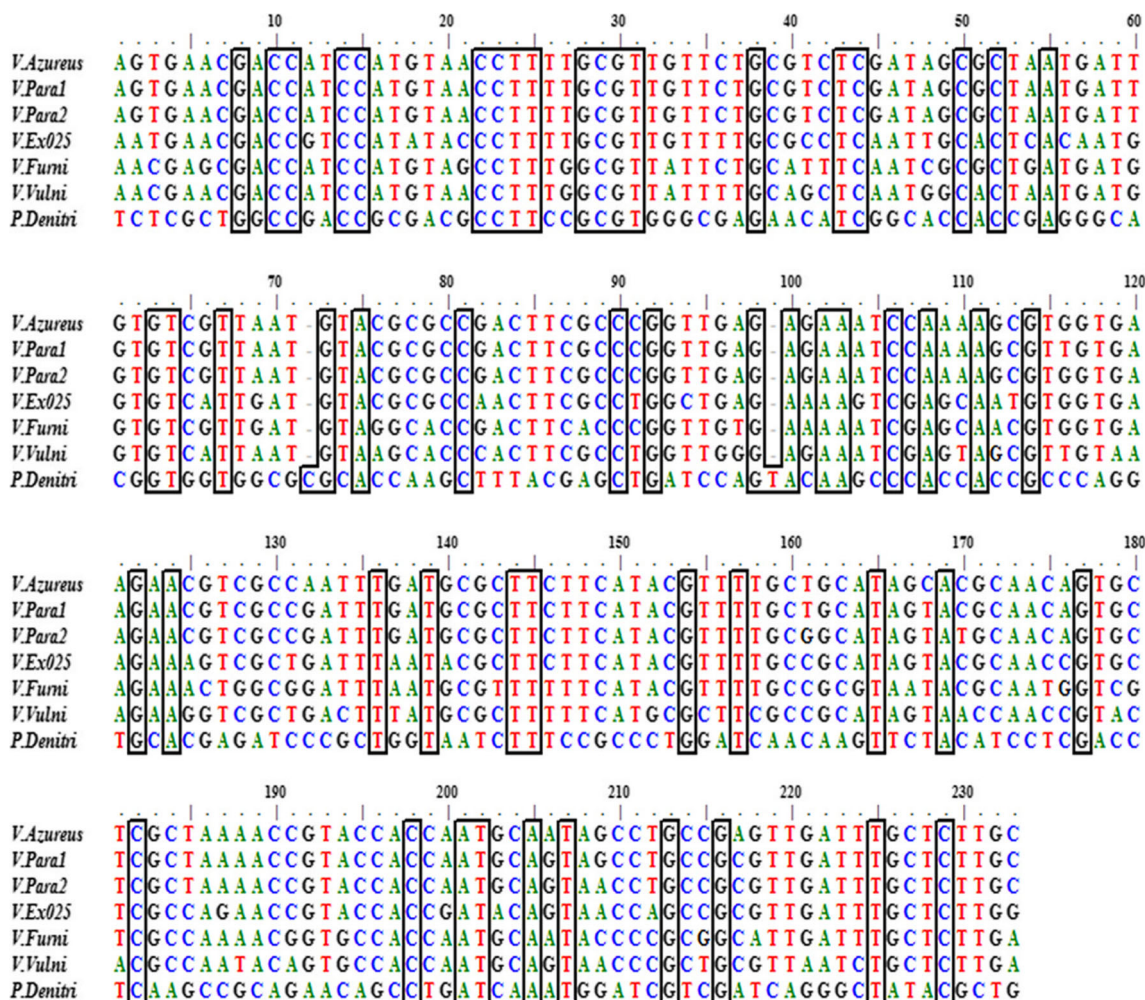 10 20 30 40 50 60
V.Azureus AGTGAACGACCATCCATGTAACCTTTTGCGTTGTTCTGCGTCTCGATAGCGCTAATGATT
V.Para1 AGTGAACGACCATCCATGTAACCTTTTGCGTTGTTCTGCGTCTCGATAGCGCTAATGATT
V.Para2 AGTGAACGACCATCCATGTAACCTTTTGCGTTGTTCTGCGTCTCGATAGCGCTAATGATT
V.Ex025 AATGAACGACCGTCCATATACCCTTTTGCGTTGTTTTGCGCCTCAATTGCACTCACAATG
V.Furni AACGAGCGACCATCCATGTAGCCTTTGGCGTTGTTTTGCATTTCAATCGCGCTGATGATG
V.Vulni AACGAACGACCATCCATGTAACCTTTGGCGTTATTTTGCAGCTCAATGGCACTAATGATG
P.Denitri TCTCGCTGGCCGACCGCGACGCCTTCCGCGTGGGCGAGAACATCGGCACCACCGAGGGCA
70 80 90 100 110 120
V.Azureus GTGTCGTTAAT-GTACGCGCCGACTTCGCCCGGTTGAG-AGAAATCCAAAAGCGTGGTGA
V.Para1 GTGTCGTTAAT-GTACGCGCCGACTTCGCCCGGTTGAG-AGAAATCCAAAAGCGTTGTGA
V.Para2 GTGTCGTTAAT-GTACGCGCCGACTTCGCCCGGTTGAG-AGAAATCCAAAAGCGTGGTGA
V.Ex025 GTGTCATTGAT-GTACGCGCCAACTTCGCCTGGCTGAG-AAAAGTCGAGCAATGTGGTGA
V.Furni GTGTCGTTGAT-GTAGGCACCGACTTCACCCGGTTGTG-AAAAATCGAGCAACGTGGTGA
V.Vulni GTGTCATTAAT-GTAAGCACCCACTTCGCCTGGTTGGG-AGAAATCGAGTAGCGTTGTAA
P.Denitri CGGTGGTGGCGCGCACCAAGCTTTACGAGCTGATCCAGTACAAGCCCACCACCGCCCAGG
130 140 150 160 170 180
V.Azureus AGAACGTCGCCAATTTGATGCGCTTCTTCATACGTTTTGCTGCATAGCACGCAACAGTGC
V.Para1 AGAACGTCGCCGATTTGATGCGCTTCTTCATACGTTTTGCTGCATAGTACGCAACAGTGC
V.Para2 AGAACGTCGCCGATTTGATGCGCTTCTTCATACGTTTTGCGGCATAGTATGCAACAGTGC
V.Ex025 AGAAAGTCGCTGATTTAATACGCTTCTTCATACGTTTTGCCGCATAGTACGCAACCGTGC
V.Furni AGAAACTGGCGGATTTAATGCGTTTTTTCATACGTTTTGCCGCGTAATACGCAATGGTCG
V.Vulni AGAAGGTCGCTGACTTTATGCGCTTTTTCATGCGCTTCGCCGCATAGTAACCAACCGTAC
P.Denitri TGCACGAGATCCCGCTGGTAATCTTTCCGCCCTGGATCAACAAGTTCTACATCCTCGACC
190 200 210 220 230
V.Azureus TCGCTAAAACCGTACCACCAATGCAATAGCCTGCCGAGTTGATTTGCTCTTGC
V.Para1 TCGCTAAAACCGTACCACCAATGCAGTAGCCTGCCGCGTTGATTTGCTCTTGC
V.Para2 TCGCTAAAACCGTACCACCAATGCAGTAACCTGCCGCGTTGATTTGCTCTTGC
V.Ex025 TCGCCAGAACCGTACCACCGATACAGTAACCAGCCGCGTTGATTTGCTCTTGG
V.Furni TCGCCAAAACGGTGCCACCAATGCAATACCCCGCGGCATTGATTTGCTCTTGA
V.Vulni ACGCCAATACAGTGCCACCAATGCAGTAACCCGCTGCGTTAATCTGCTCTTGA
P.Denitri TCAAGCCGCAGAACAGCCTGATCAAATGGATCGTCGATCAGGGCTATACGCTG